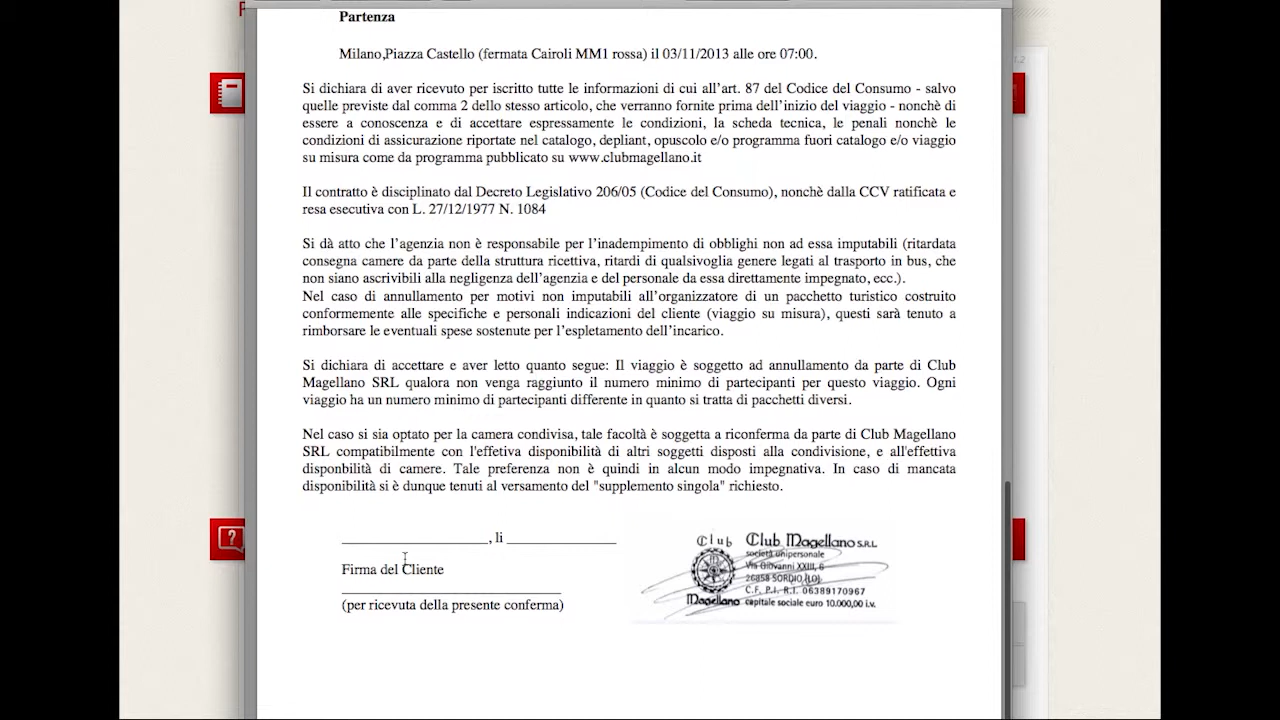 Partenza
Milano,Piazza Castello (fermata Cairoli MM1 rossa) il 03/11/2013 alle ore 07:00.
Si dichiara di aver ricevuto per iscritto tutte le informazioni di cui all’art. 87 del Codice del Consumo - salvo
quelle previste dal comma 2 dello stesso articolo, che verranno fornite prima dell’inizio del viaggio - nonchè di
essere a conoscenza e di accettare espressamente le condizioni, la scheda tecnica, le penali nonchè le
condizioni di assicurazione riportate nel catalogo, depliant, opuscolo e/o programma fuori catalogo e/o viaggio
su misura come da programma pubblicato su www.clubmagellano.it
Il contratto è disciplinato dal Decreto Legislativo 206/05 (Codice del Consumo), nonchè dalla CCV ratificata e
resa esecutiva con L. 27/12/1977 N. 1084
Si dà atto che l’agenzia non è responsabile per l’inadempimento di obblighi non ad essa imputabili (ritardata
consegna camere da parte della struttura ricettiva, ritardi di qualsivoglia genere legati al trasporto in bus, che
non siano ascrivibili alla negligenza dell’agenzia e del personale da essa direttamente impegnato, ecc.).
Nel caso di annullamento per motivi non imputabili all’organizzatore di un pacchetto turistico costruito
conformemente alle specifiche e personali indicazioni del cliente (viaggio su misura), questi sarà tenuto a
rimborsare le eventuali spese sostenute per l’espletamento dell’incarico.
Si dichiara di accettare e aver letto quanto segue: Il viaggio è soggetto ad annullamento da parte di Club
Magellano SRL qualora non venga raggiunto il numero minimo di partecipanti per questo viaggio. Ogni
viaggio ha un numero minimo di partecipanti differente in quanto si tratta di pacchetti diversi.
Nel caso si sia optato per la camera condivisa, tale facoltà è soggetta a riconferma da parte di Club Magellano
SRL compatibilmente con l'effetiva disponibilità di altri soggetti disposti alla condivisione, e all'effettiva
disponbilità di camere. Tale preferenza non è quindi in alcun modo impegnativa. In caso di mancata
disponibilità si è dunque tenuti al versamento del "supplemento singola" richiesto.
____________________, li _______________
Firma del Cliente
______________________________
(per ricevuta della presente conferma)
Club
Magellano
Club Magellano S.R.L
società unipersonale
Via Giovanni XXIII, 6
26858 SORDIO (LO)
C.F. P.I. R.I. 06389170967
capitale sociale euro 10.000,00 i.v.